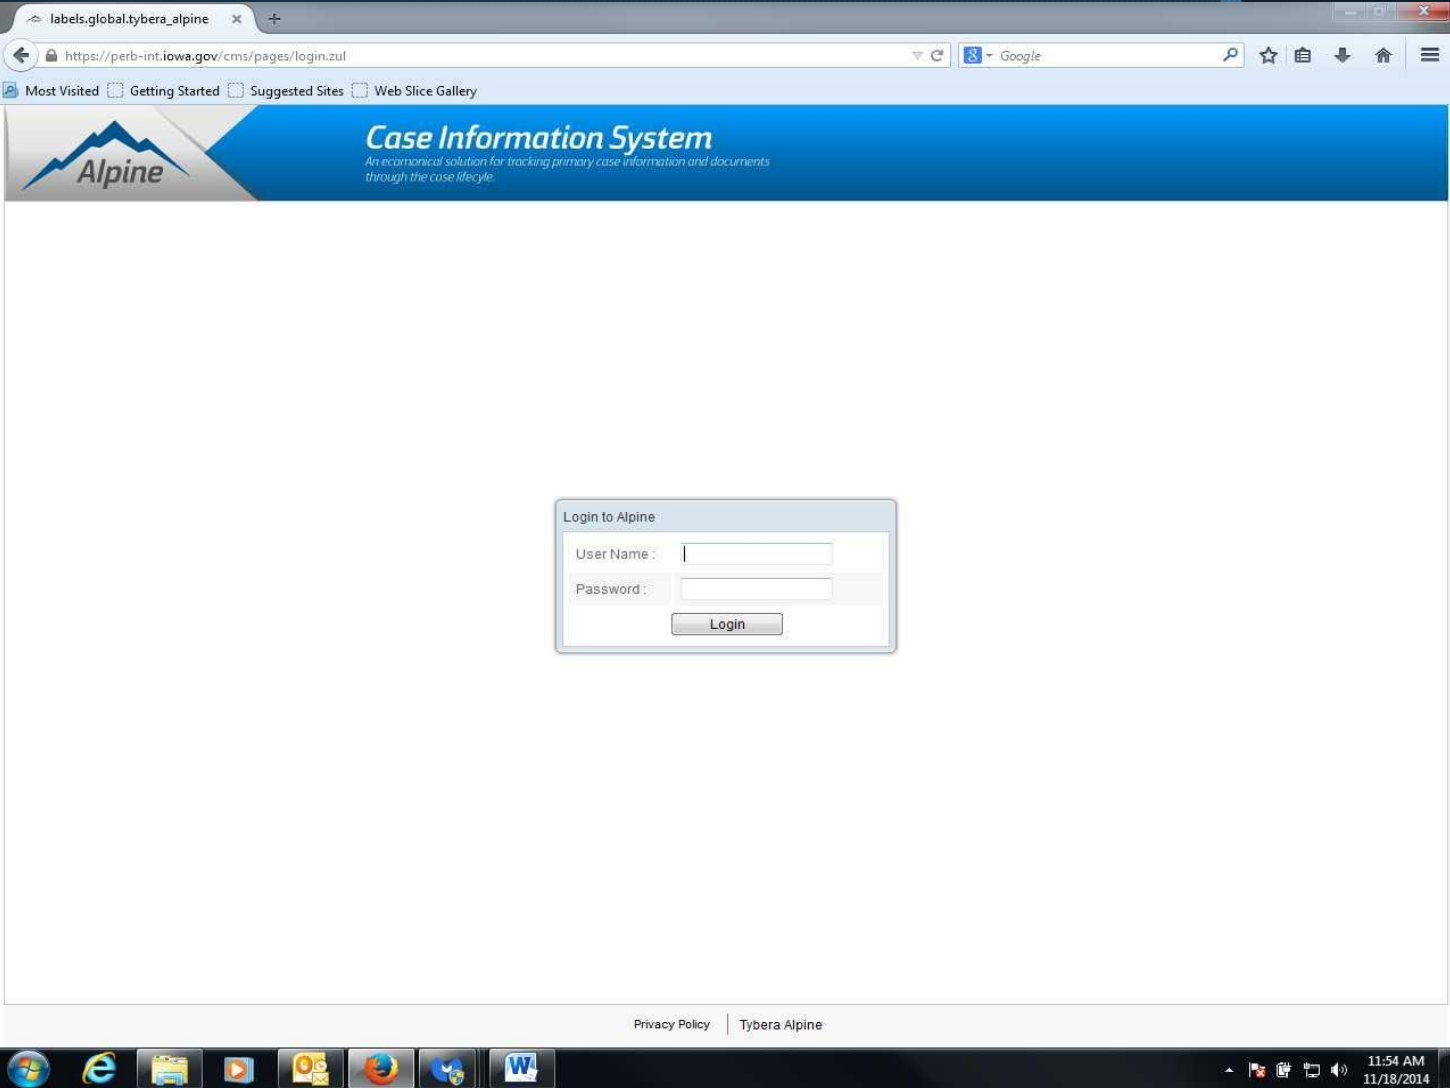 labels.global.tybera_alpine
https://perb-int.iowa.gov/cms/pages/login.zul
Google
Most Visited Getting Started Suggested Sites Web Slice Gallery
Alpine
Case Information System
An ecomonical solution for tracking primary case information and documents
through the case lifecyle.
Login to Alpine
User Name :
Password :
Login
Privacy Policy Tybera Alpine
11:54 AM
11/18/2014